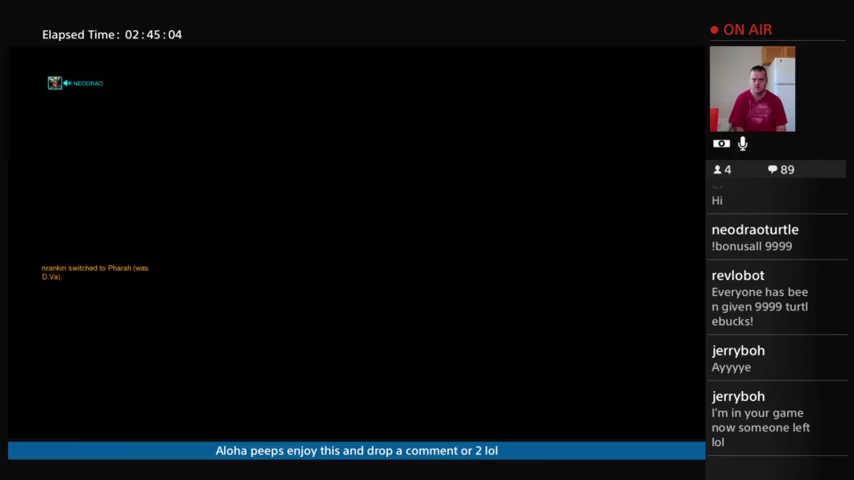 Elapsed Time: 02:45:04
ON AIR
NEODRAO
4 89
Hi
neodraoturtle
!bonusall 9999
nrankin switched to Pharah (was
D.Va).
revlobot
Everyone has bee
n given 9999 turtl
ebucks!
jerryboh
Ayyyye
jerryboh
I'm in your game
now someone left
lol
Aloha peeps enjoy this and drop a comment or 2 lol